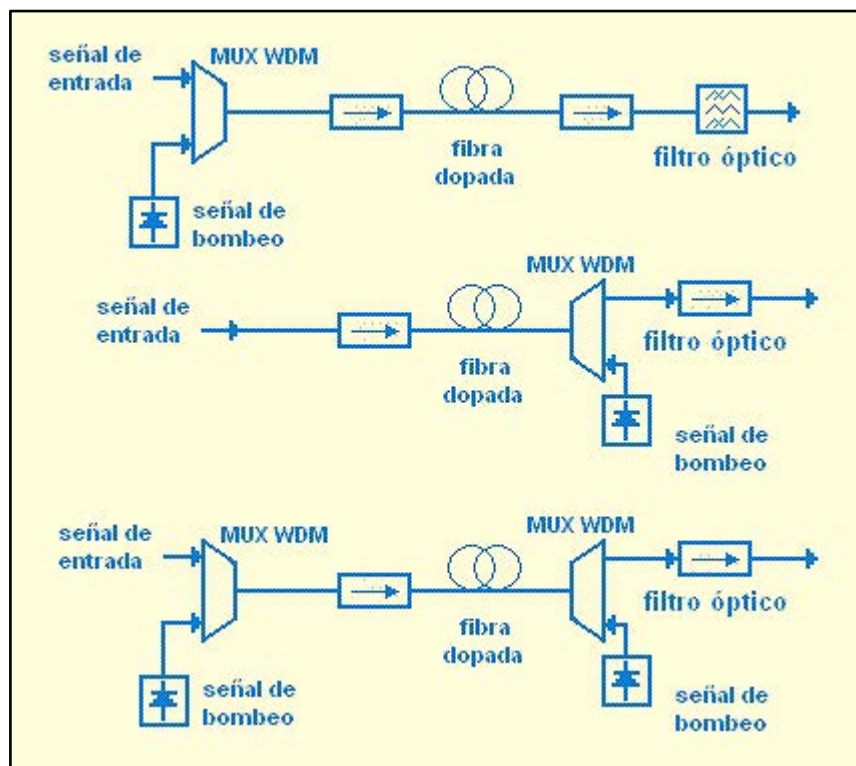 señal de
entrada
MUX WDM
fibra
dopada
filtro óptico
señal de
bombeo
señal de
entrada
MUX WDM
fibra
dopada
filtro óptico
señal de
bombeo
señal de
entrada
MUX WDM
MUX WDM
fibra
dopada
filtro óptico
señal de
bombeo
señal de
bombeo